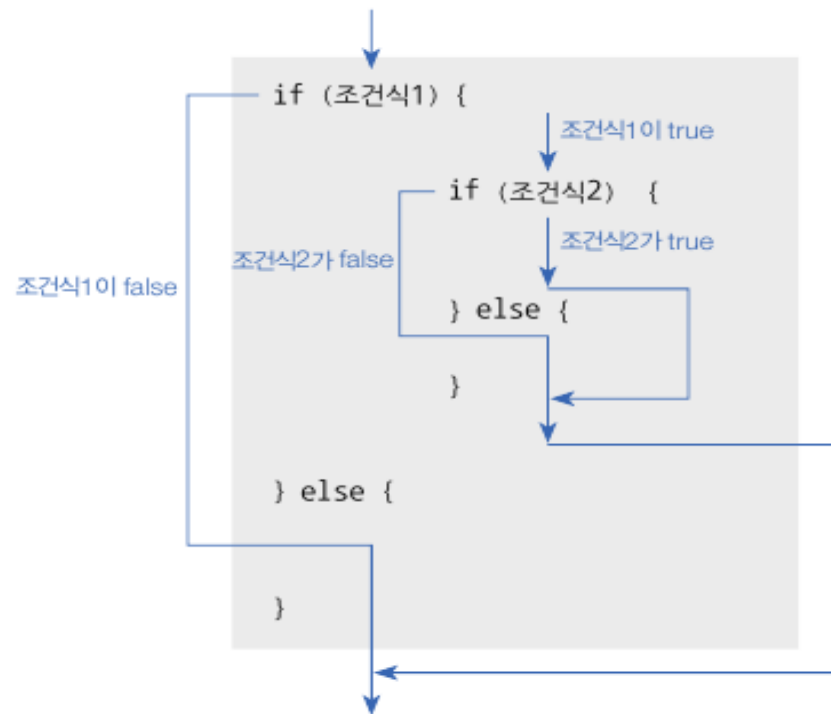 if (조건식1) {
조건식1이 true
if (조건식2) {
조건식2가 true
조건식2가 false
조건식1이 false
} else {
}
} else {
}